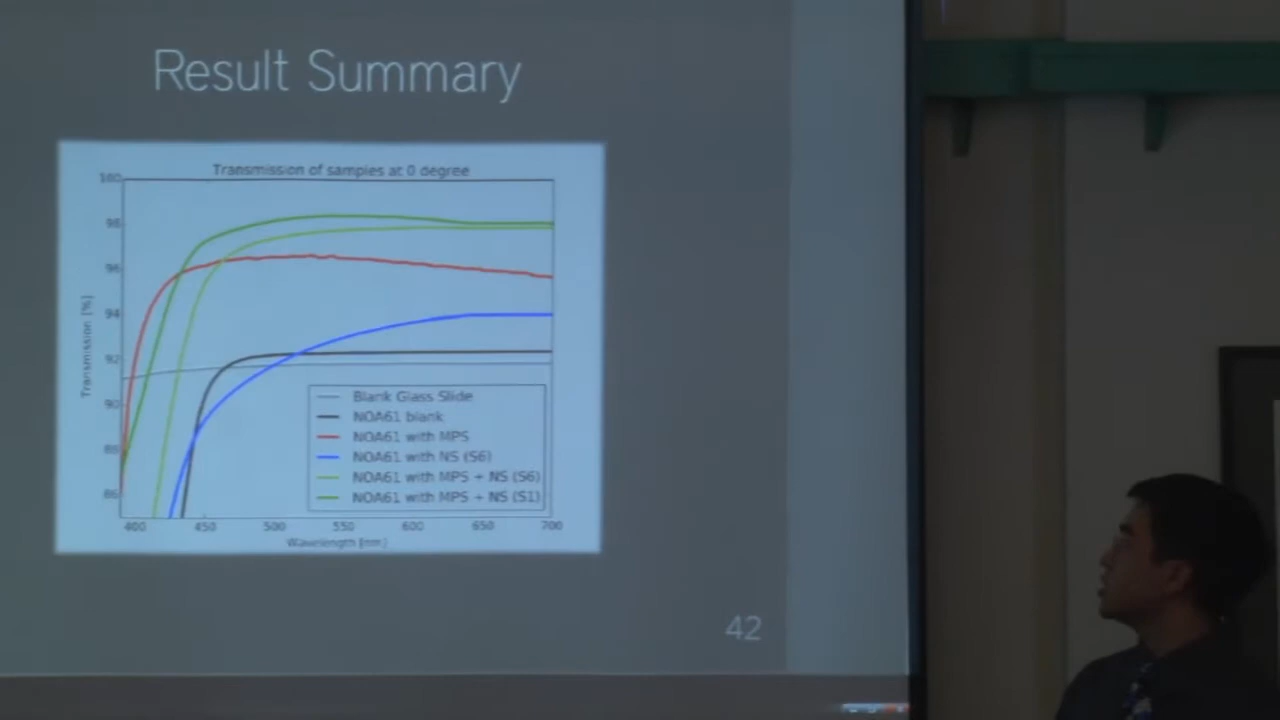 Result Summary
Transmission of samples at 0 degree
100
98
96
94
92
90
88
86
Transmission [%]
400 450 500 550 600 650 700
Wavelength [nm]
Blank Glass Slide
NOA61 blank
NOA61 with MPS
NOA61 with NS (S6)
NOA61 with MPS + NS (S6)
NOA61 with MPS + NS (S1)
42